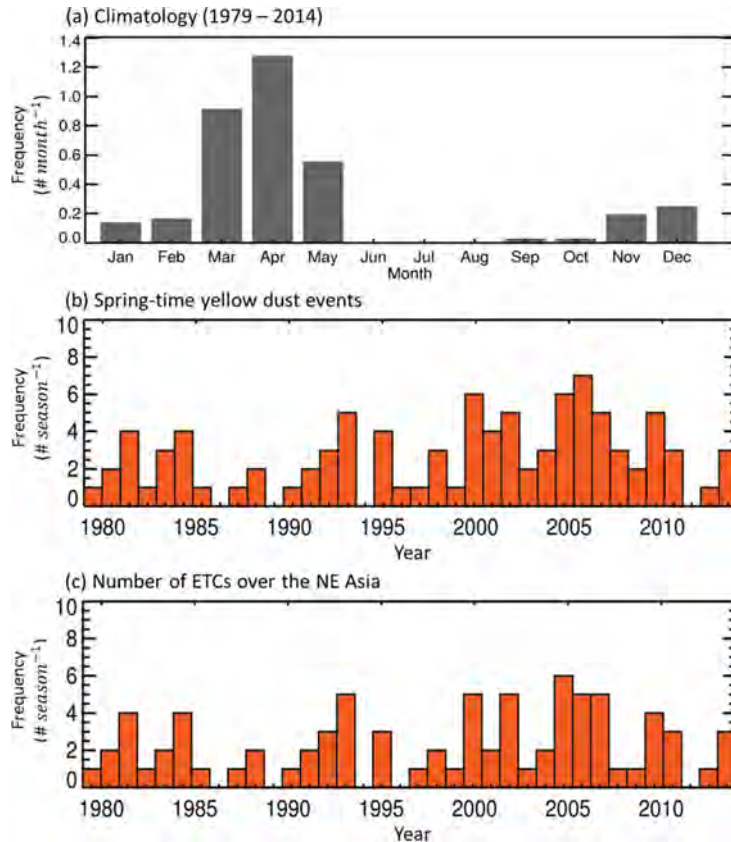 (a) Climatology (1979 – 2014)
Frequency
(# month⁻¹)
1.4
1.2
1.0
0.8
0.6
0.4
0.2
0.0
Jan Feb Mar Apr May Jun Jul Aug Sep Oct Nov Dec
Month
(b) Spring-time yellow dust events
Frequency
(# season⁻¹)
10
8
6
4
2
0
1980 1985 1990 1995 2000 2005 2010
Year
(c) Number of ETCs over the NE Asia
Frequency
(# season⁻¹)
10
8
6
4
2
0
1980 1985 1990 1995 2000 2005 2010
Year